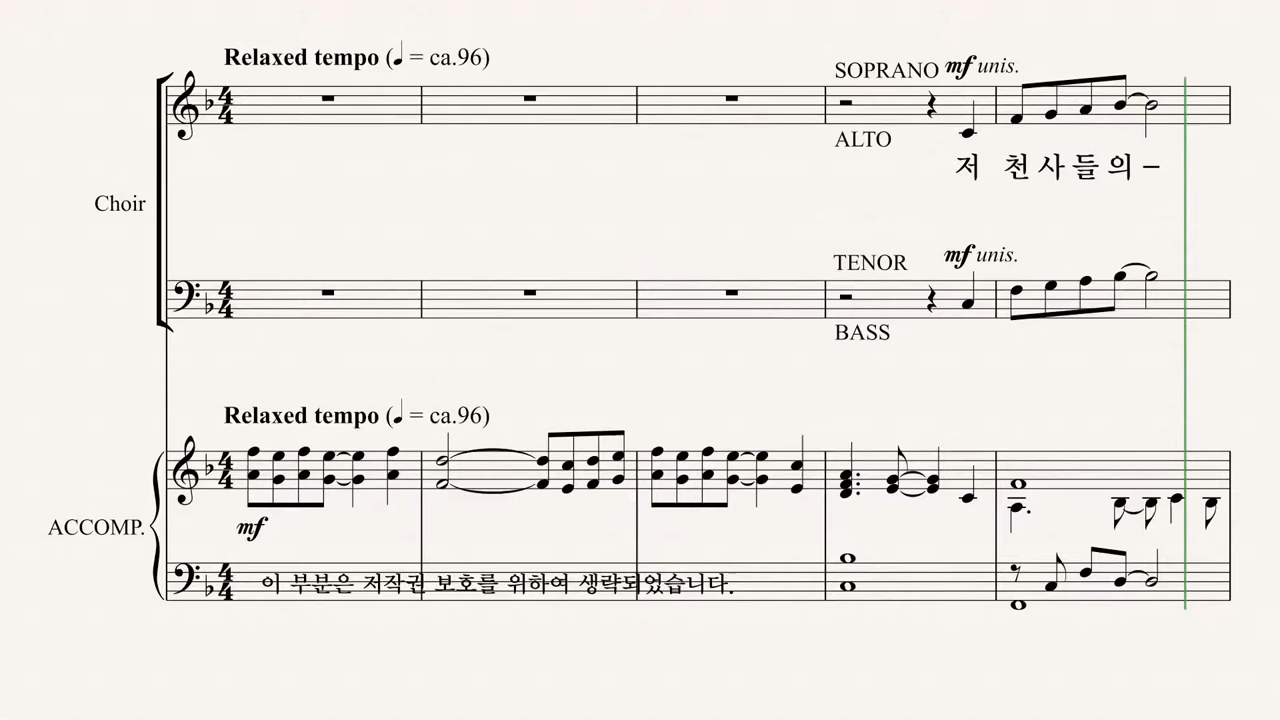 Relaxed tempo (♩ = ca.96)
SOPRANO mf unis.
ALTO
저 천 사 들 의 –
Choir
TENOR mf unis.
BASS
Relaxed tempo (♩ = ca.96)
mf
ACCOMP.
이 부분은 저작권 보호를 위하여 생략되었습니다.